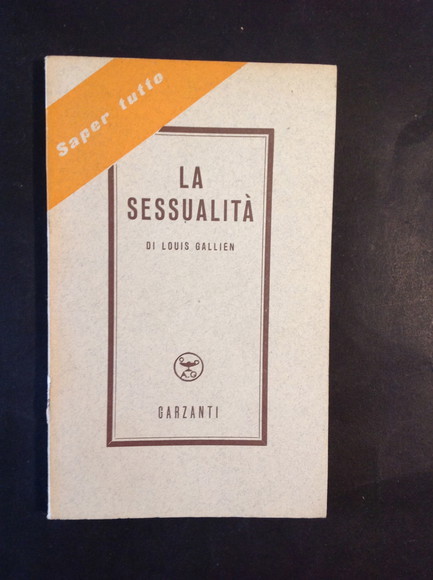 Saper tutto
LA
SESSUALITÀ
DI LOUIS GALLIEN
GARZANTI